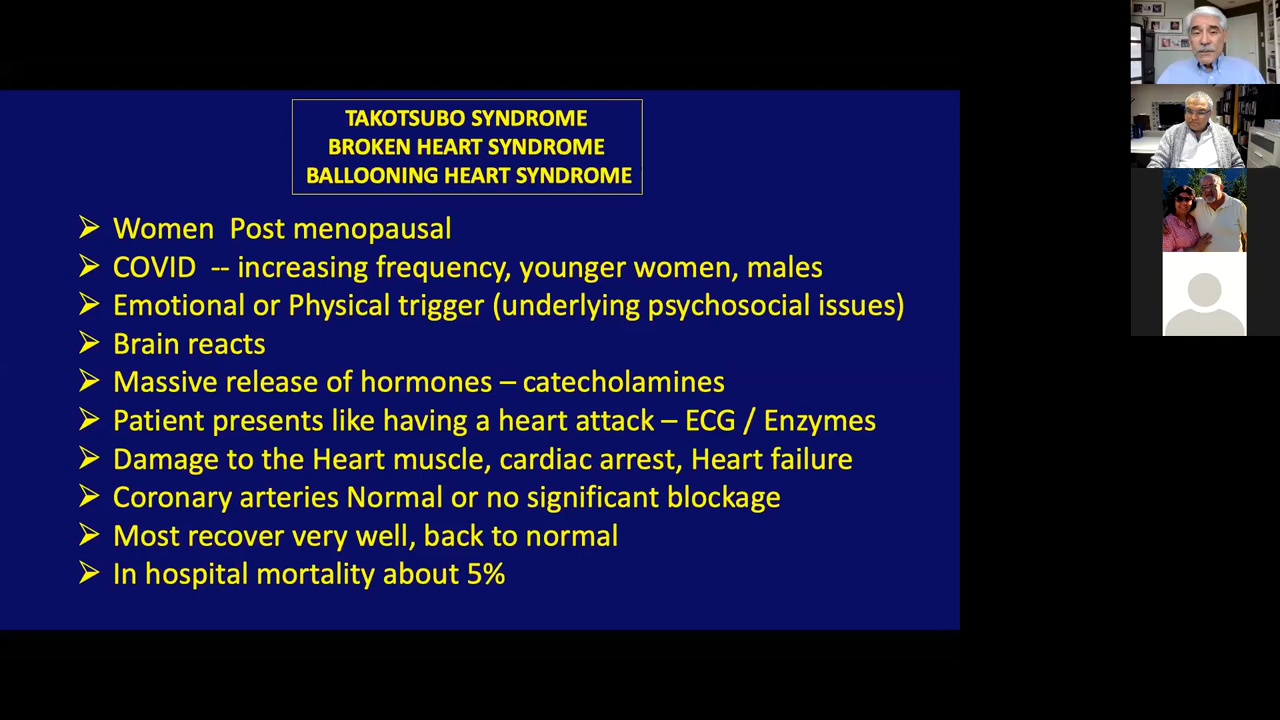 TAKOTSUBO SYNDROME
BROKEN HEART SYNDROME
BALLOONING HEART SYNDROME
Women  Post menopausal
COVID  -- increasing frequency, younger women, males
Emotional or Physical trigger (underlying psychosocial issues)
Brain reacts
Massive release of hormones – catecholamines
Patient presents like having a heart attack – ECG / Enzymes
Damage to the Heart muscle, cardiac arrest, Heart failure
Coronary arteries Normal or no significant blockage
Most recover very well, back to normal
In hospital mortality about 5%